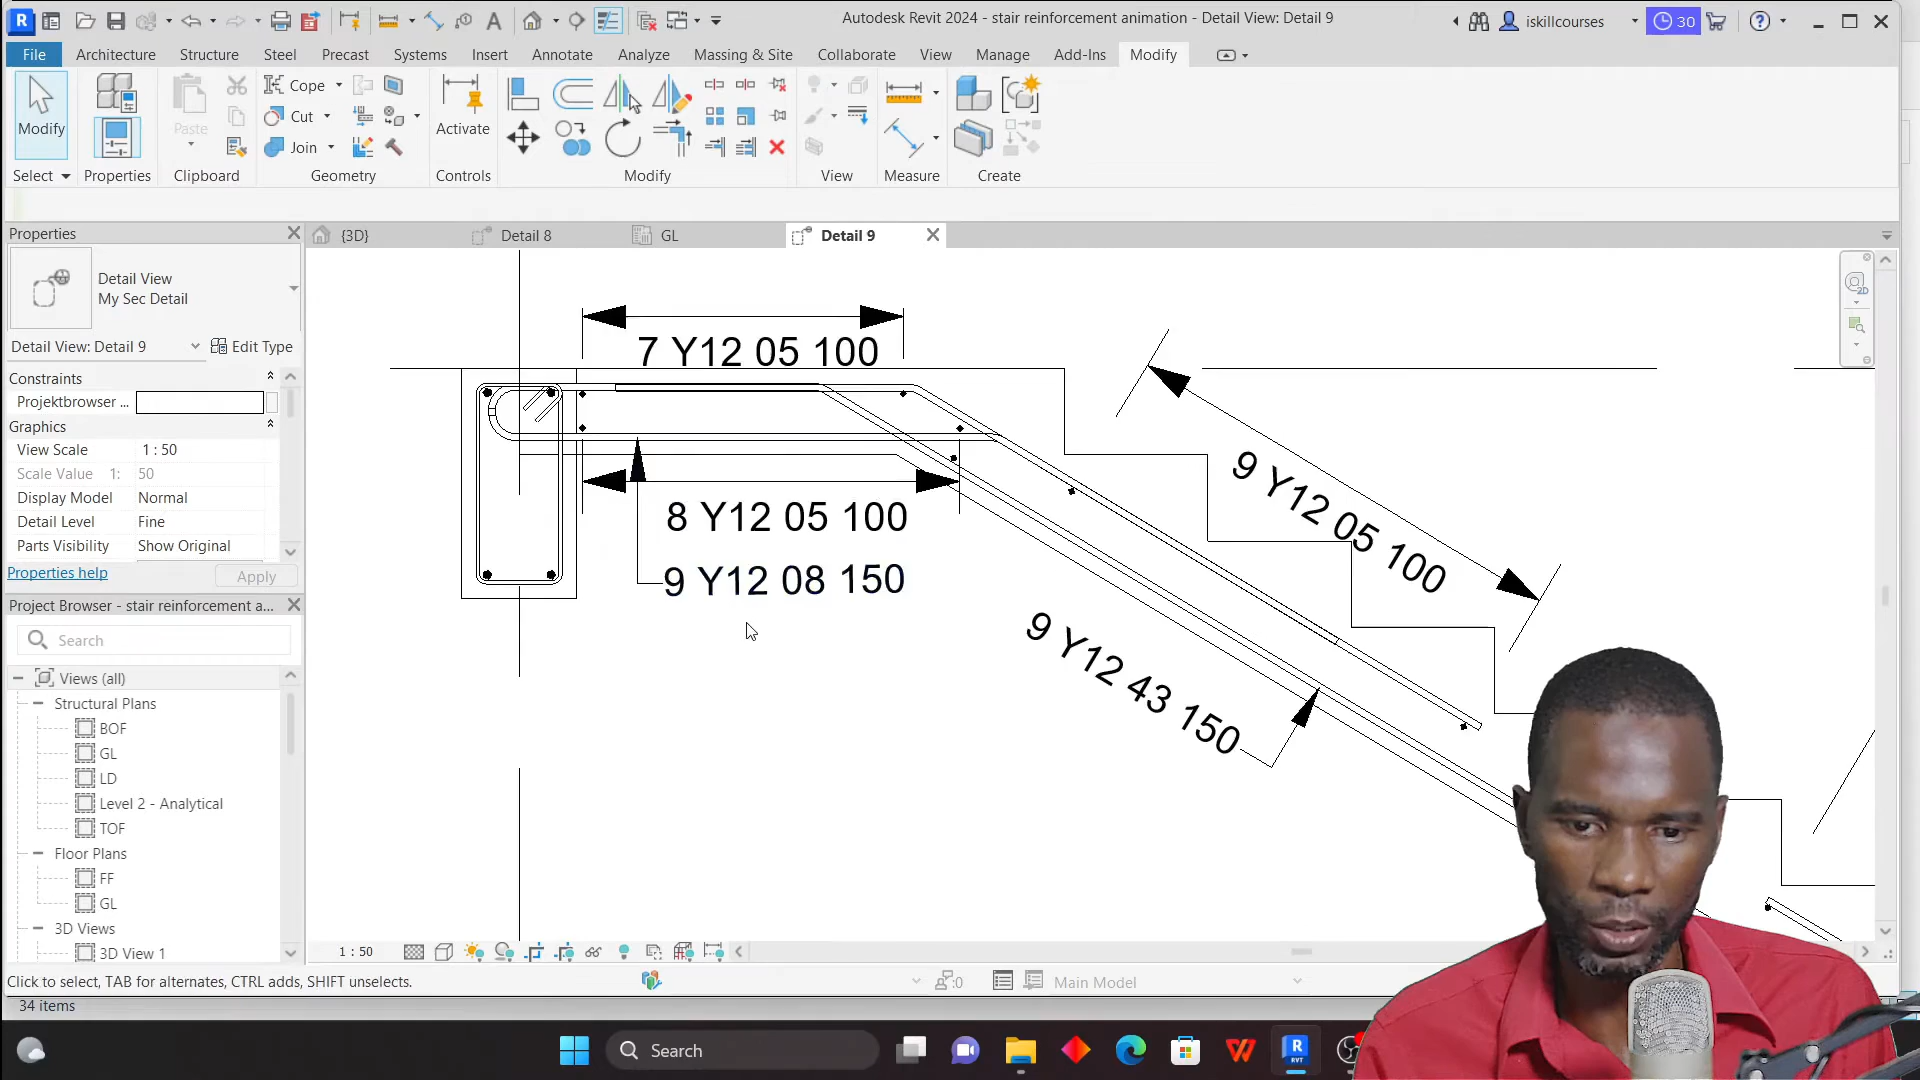 Autodesk Revit 2024 - stair reinforcement animation - Detail View: Detail 9
iskillcourses
30
File Architecture Structure Steel Precast Systems Insert Annotate Analyze Massing & Site Collaborate View Manage Add-Ins Modify
Modify
Paste
Cope
Cut
Join
Activate
Select Properties Clipboard Geometry Controls Modify View Measure Create
Properties
{3D} Detail 8 GL Detail 9
Detail View
My Sec Detail
Detail View: Detail 9 Edit Type
Constraints
Projektbrowser ...
Graphics
View Scale 1 : 50
Scale Value 1: 50
Display Model Normal
Detail Level Fine
Parts Visibility Show Original
Properties help Apply
Project Browser - stair reinforcement a...
Search
Views (all)
Structural Plans
BOF
GL
LD
Level 2 - Analytical
TOF
Floor Plans
FF
GL
3D Views
3D View 1
7 Y12 05 100
8 Y12 05 100
9 Y12 08 150
9 Y12 05 100
9 Y12 43 150
2D
1 : 50
Click to select, TAB for alternates, CTRL adds, SHIFT unselects.
:0
Main Model
34 items
Search
R
RVT